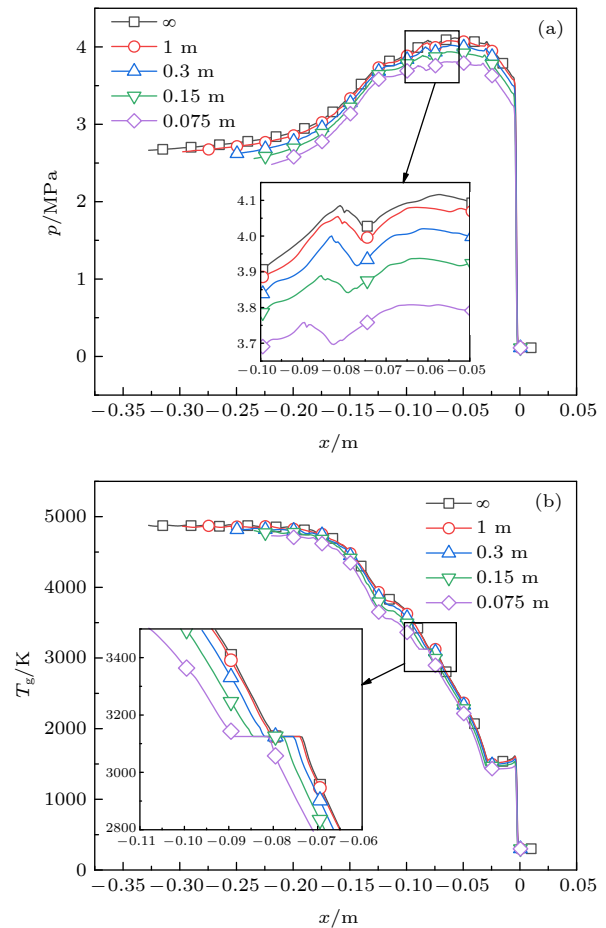 (a)
∞
1 m
0.3 m
0.15 m
0.075 m
p/MPa
5
4
3
2
1
0
4.1
4.0
3.9
3.8
3.7
−0.10 −0.09 −0.08 −0.07 −0.06 −0.05
−0.35 −0.30 −0.25 −0.20 −0.15 −0.10 −0.05 0 0.05
x/m
(b)
∞
1 m
0.3 m
0.15 m
0.075 m
Tg/K
5000
4000
3000
2000
1000
0
3400
3100
2800
−0.11 −0.10 −0.09 −0.08 −0.07 −0.06
−0.35 −0.30 −0.25 −0.20 −0.15 −0.10 −0.05 0 0.05
x/m